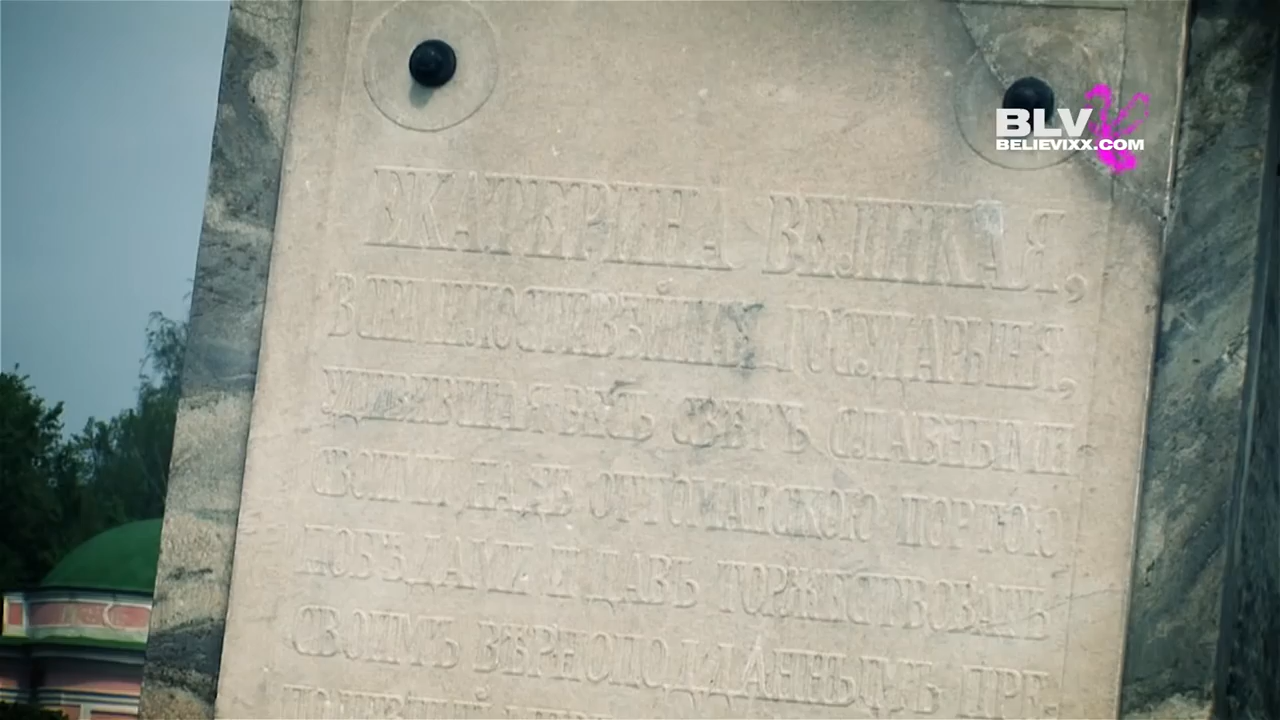 BLV
BELIEVIXX.COM
ЕКАТЕРИНА ВЕЛИКАЯ,
ВСЕМИЛОСТИВѢЙШАЯ ГОСУДАРЫНЯ,
УДИВИВШАЯ ВЕСЬ СВѢТЪ СЛАВНЫМИ
СВОИМИ НАДЪ ОТТОМАНСКОЮ ПОРТОЮ
ПОБѢДАМИ И ДАВЪ ТОРЖЕСТВОВАТЬ
СВОИМЪ ВѢРНОПОДДАННЫМЪ ПРЕ-